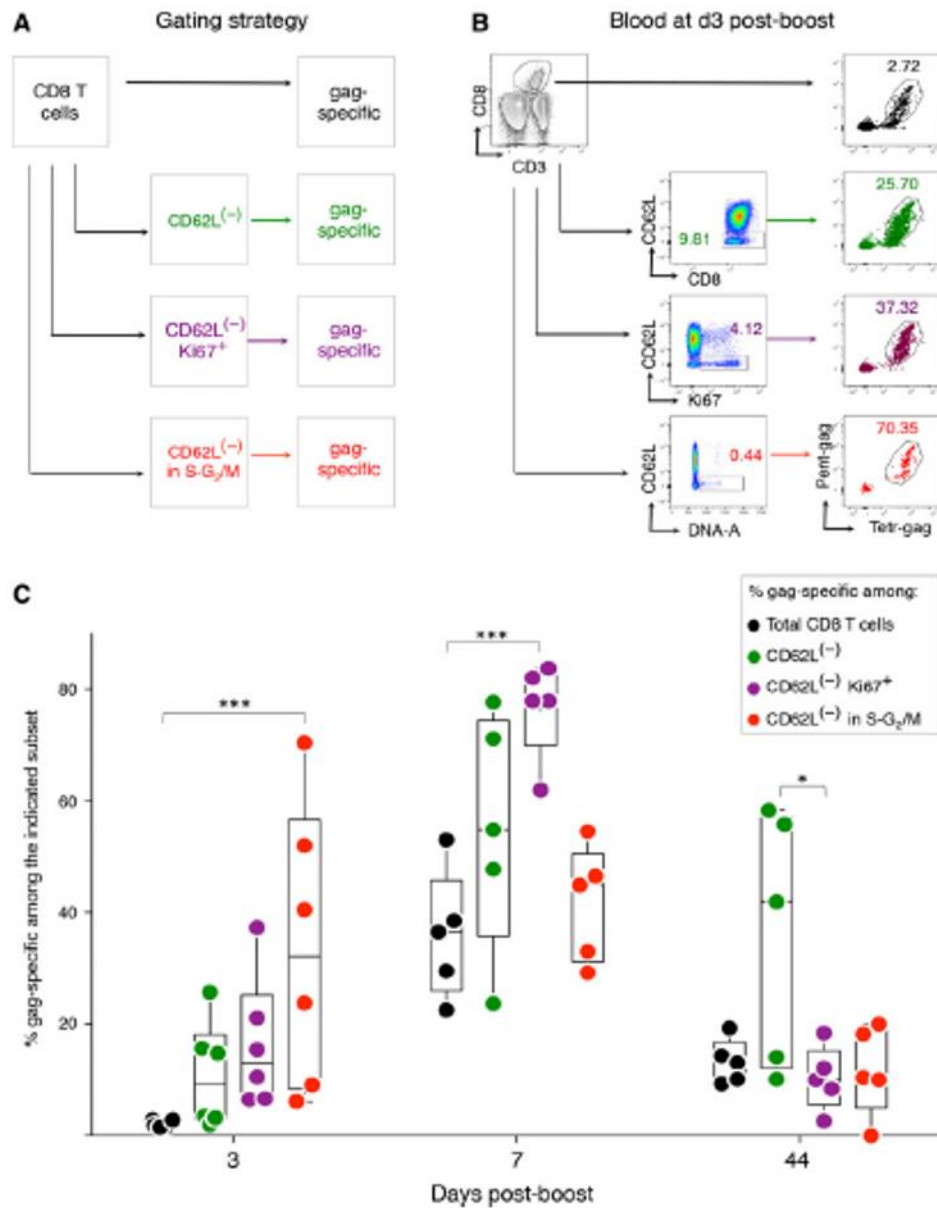 A
Gating strategy
CD8 T
cells
gag-
specific
CD62L(−)
gag-
specific
CD62L(−)
Ki67+
gag-
specific
CD62L(−)
in S-G2/M
gag-
specific
B
Blood at d3 post-boost
CD8
CD3
2.72
CD62L
9.81
CD8
25.70
CD62L
4.12
Ki67
37.32
CD62L
0.44
DNA-A
70.35
Pent-gag
Tetr-gag
C
% gag-specific among:
Total CD8 T cells
CD62L(−)
CD62L(−) Ki67+
CD62L(−) in S-G2/M
% gag-specific among the indicated subset
80
60
40
20
***
***
*
3
7
44
Days post-boost